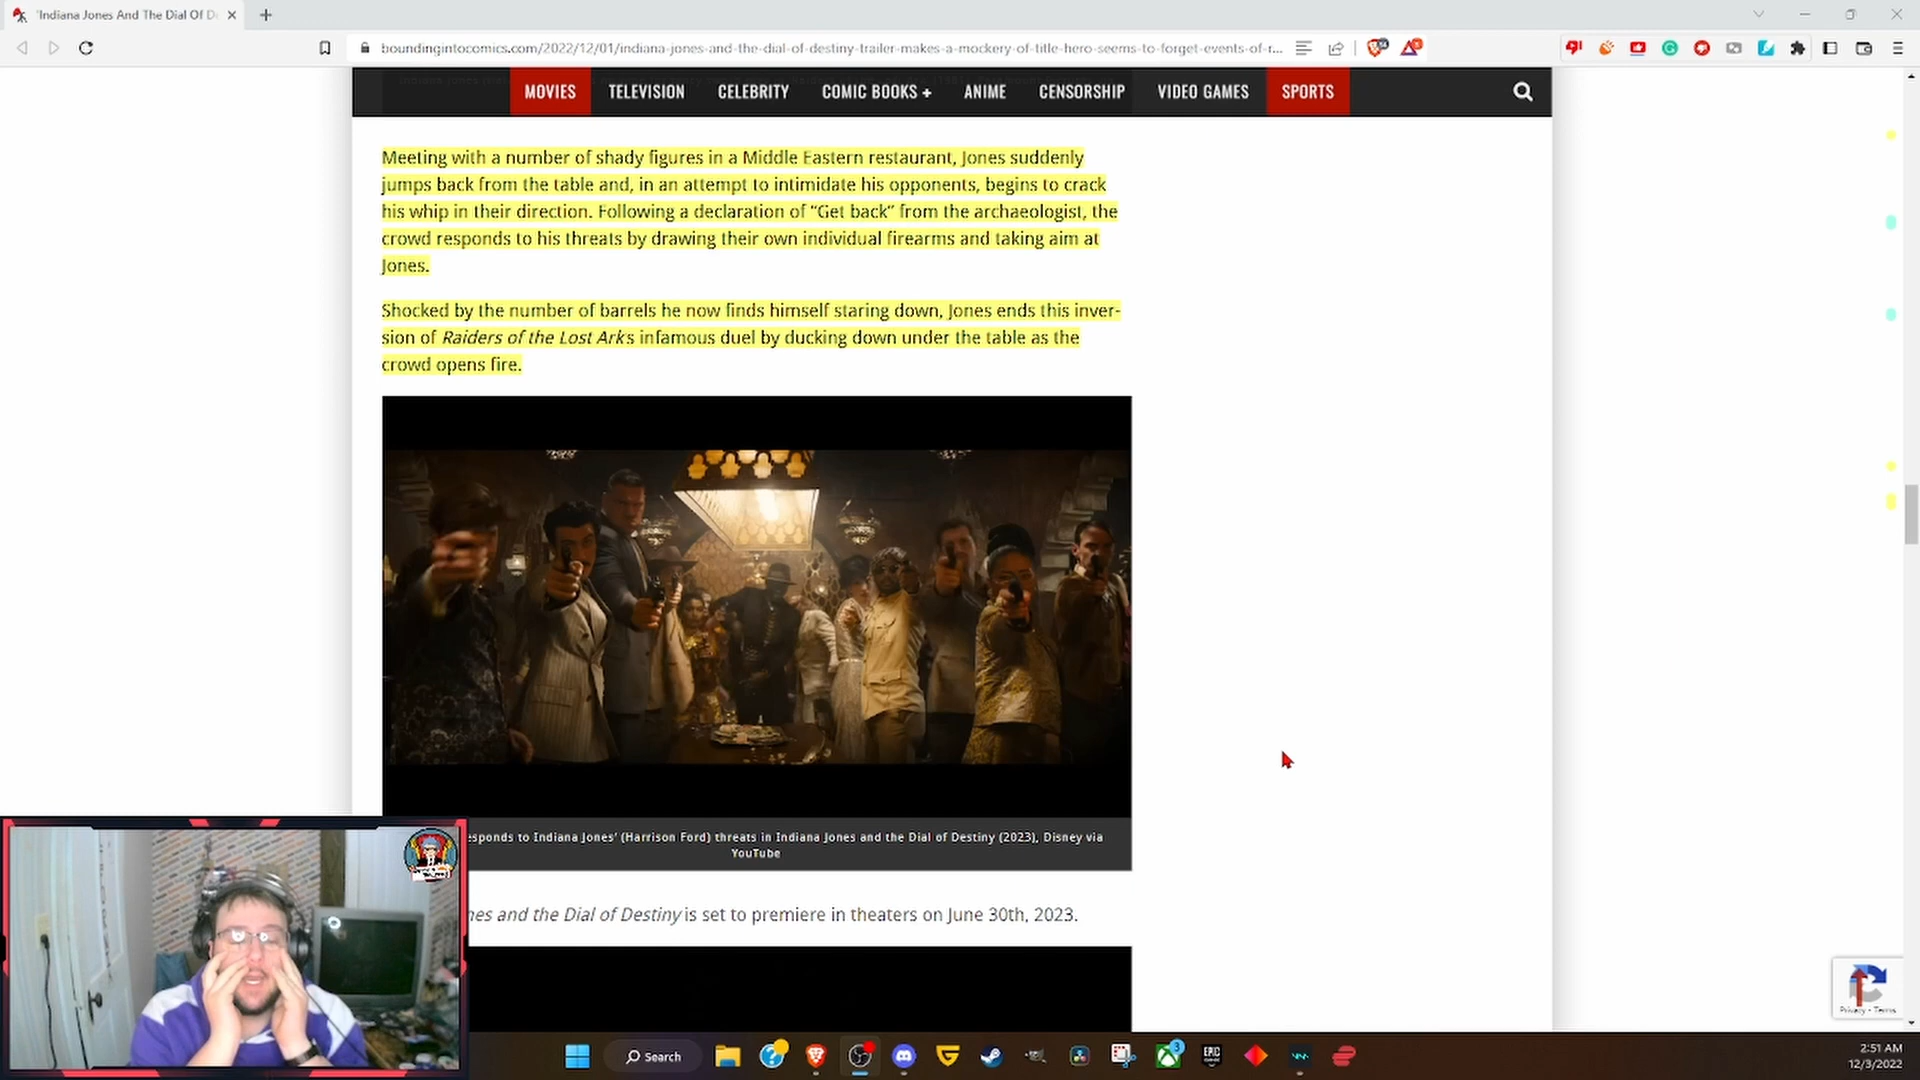 'Indiana Jones And The Dial Of De
boundingintocomics.com/2022/12/01/indiana-jones-and-the-dial-of-destiny-trailer-makes-a-mockery-of-title-hero-seems-to-forget-events-of-r...
MOVIES TELEVISION CELEBRITY COMIC BOOKS + ANIME CENSORSHIP VIDEO GAMES SPORTS
Meeting with a number of shady figures in a Middle Eastern restaurant, Jones suddenly
jumps back from the table and, in an attempt to intimidate his opponents, begins to crack
his whip in their direction. Following a declaration of “Get back” from the archaeologist, the
crowd responds to his threats by drawing their own individual firearms and taking aim at
Jones.
Shocked by the number of barrels he now finds himself staring down, Jones ends this inver-
sion of Raiders of the Lost Ark's infamous duel by ducking down under the table as the
crowd opens fire.
esponds to Indiana Jones' (Harrison Ford) threats in Indiana Jones and the Dial of Destiny (2023), Disney via
YouTube
nes and the Dial of Destiny is set to premiere in theaters on June 30th, 2023.
Privacy - Terms
Search
EPIC
3
2:51 AM
12/3/2022